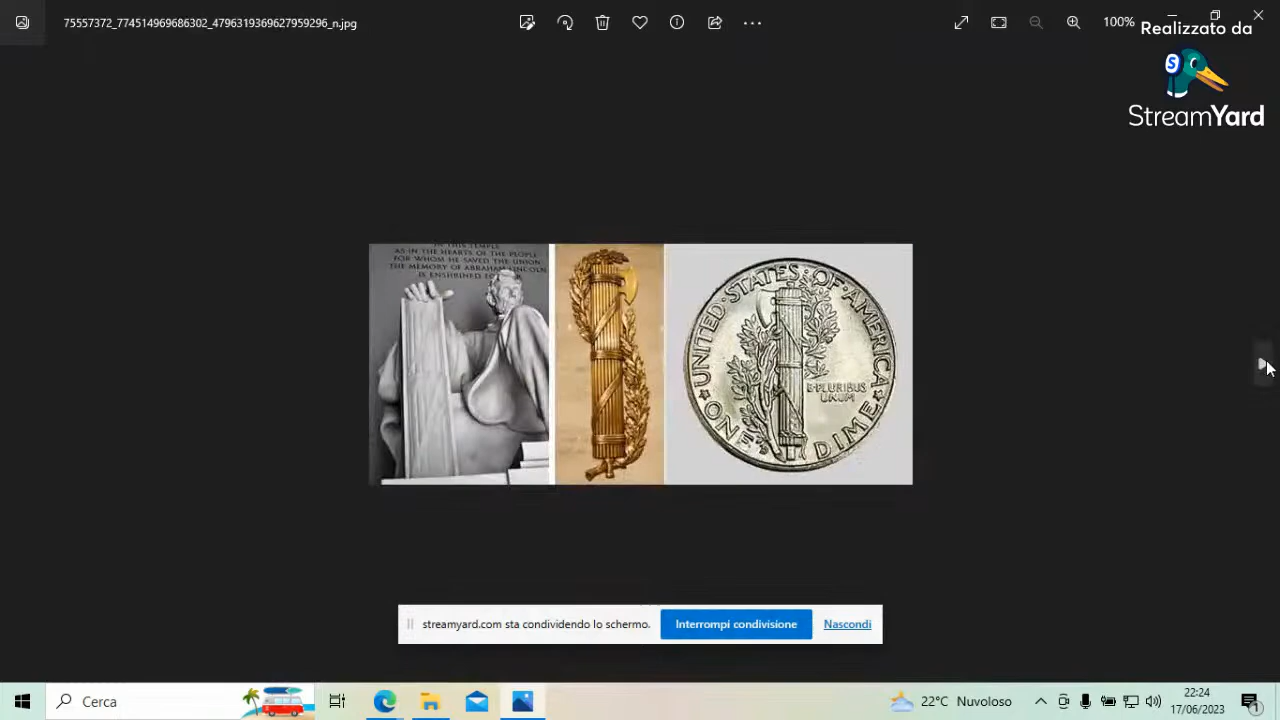 75557372_774514969686302_4796319369627959296_n.jpg
100%
Realizzato da
S
StreamYard
IN THIS TEMPLE
AS IN THE HEARTS OF THE PEOPLE
FOR WHOM HE SAVED THE UNION
THE MEMORY OF ABRAHAM LINCOLN
IS ENSHRINED
UNITED·STATES·OF·AMERICA
E·PLURIBUS
UNUM
ONE
DIME
streamyard.com sta condividendo lo schermo.
Interrompi condivisione
Nascondi
Cerca
22°C Nuvoloso
22:24
17/06/2023
1